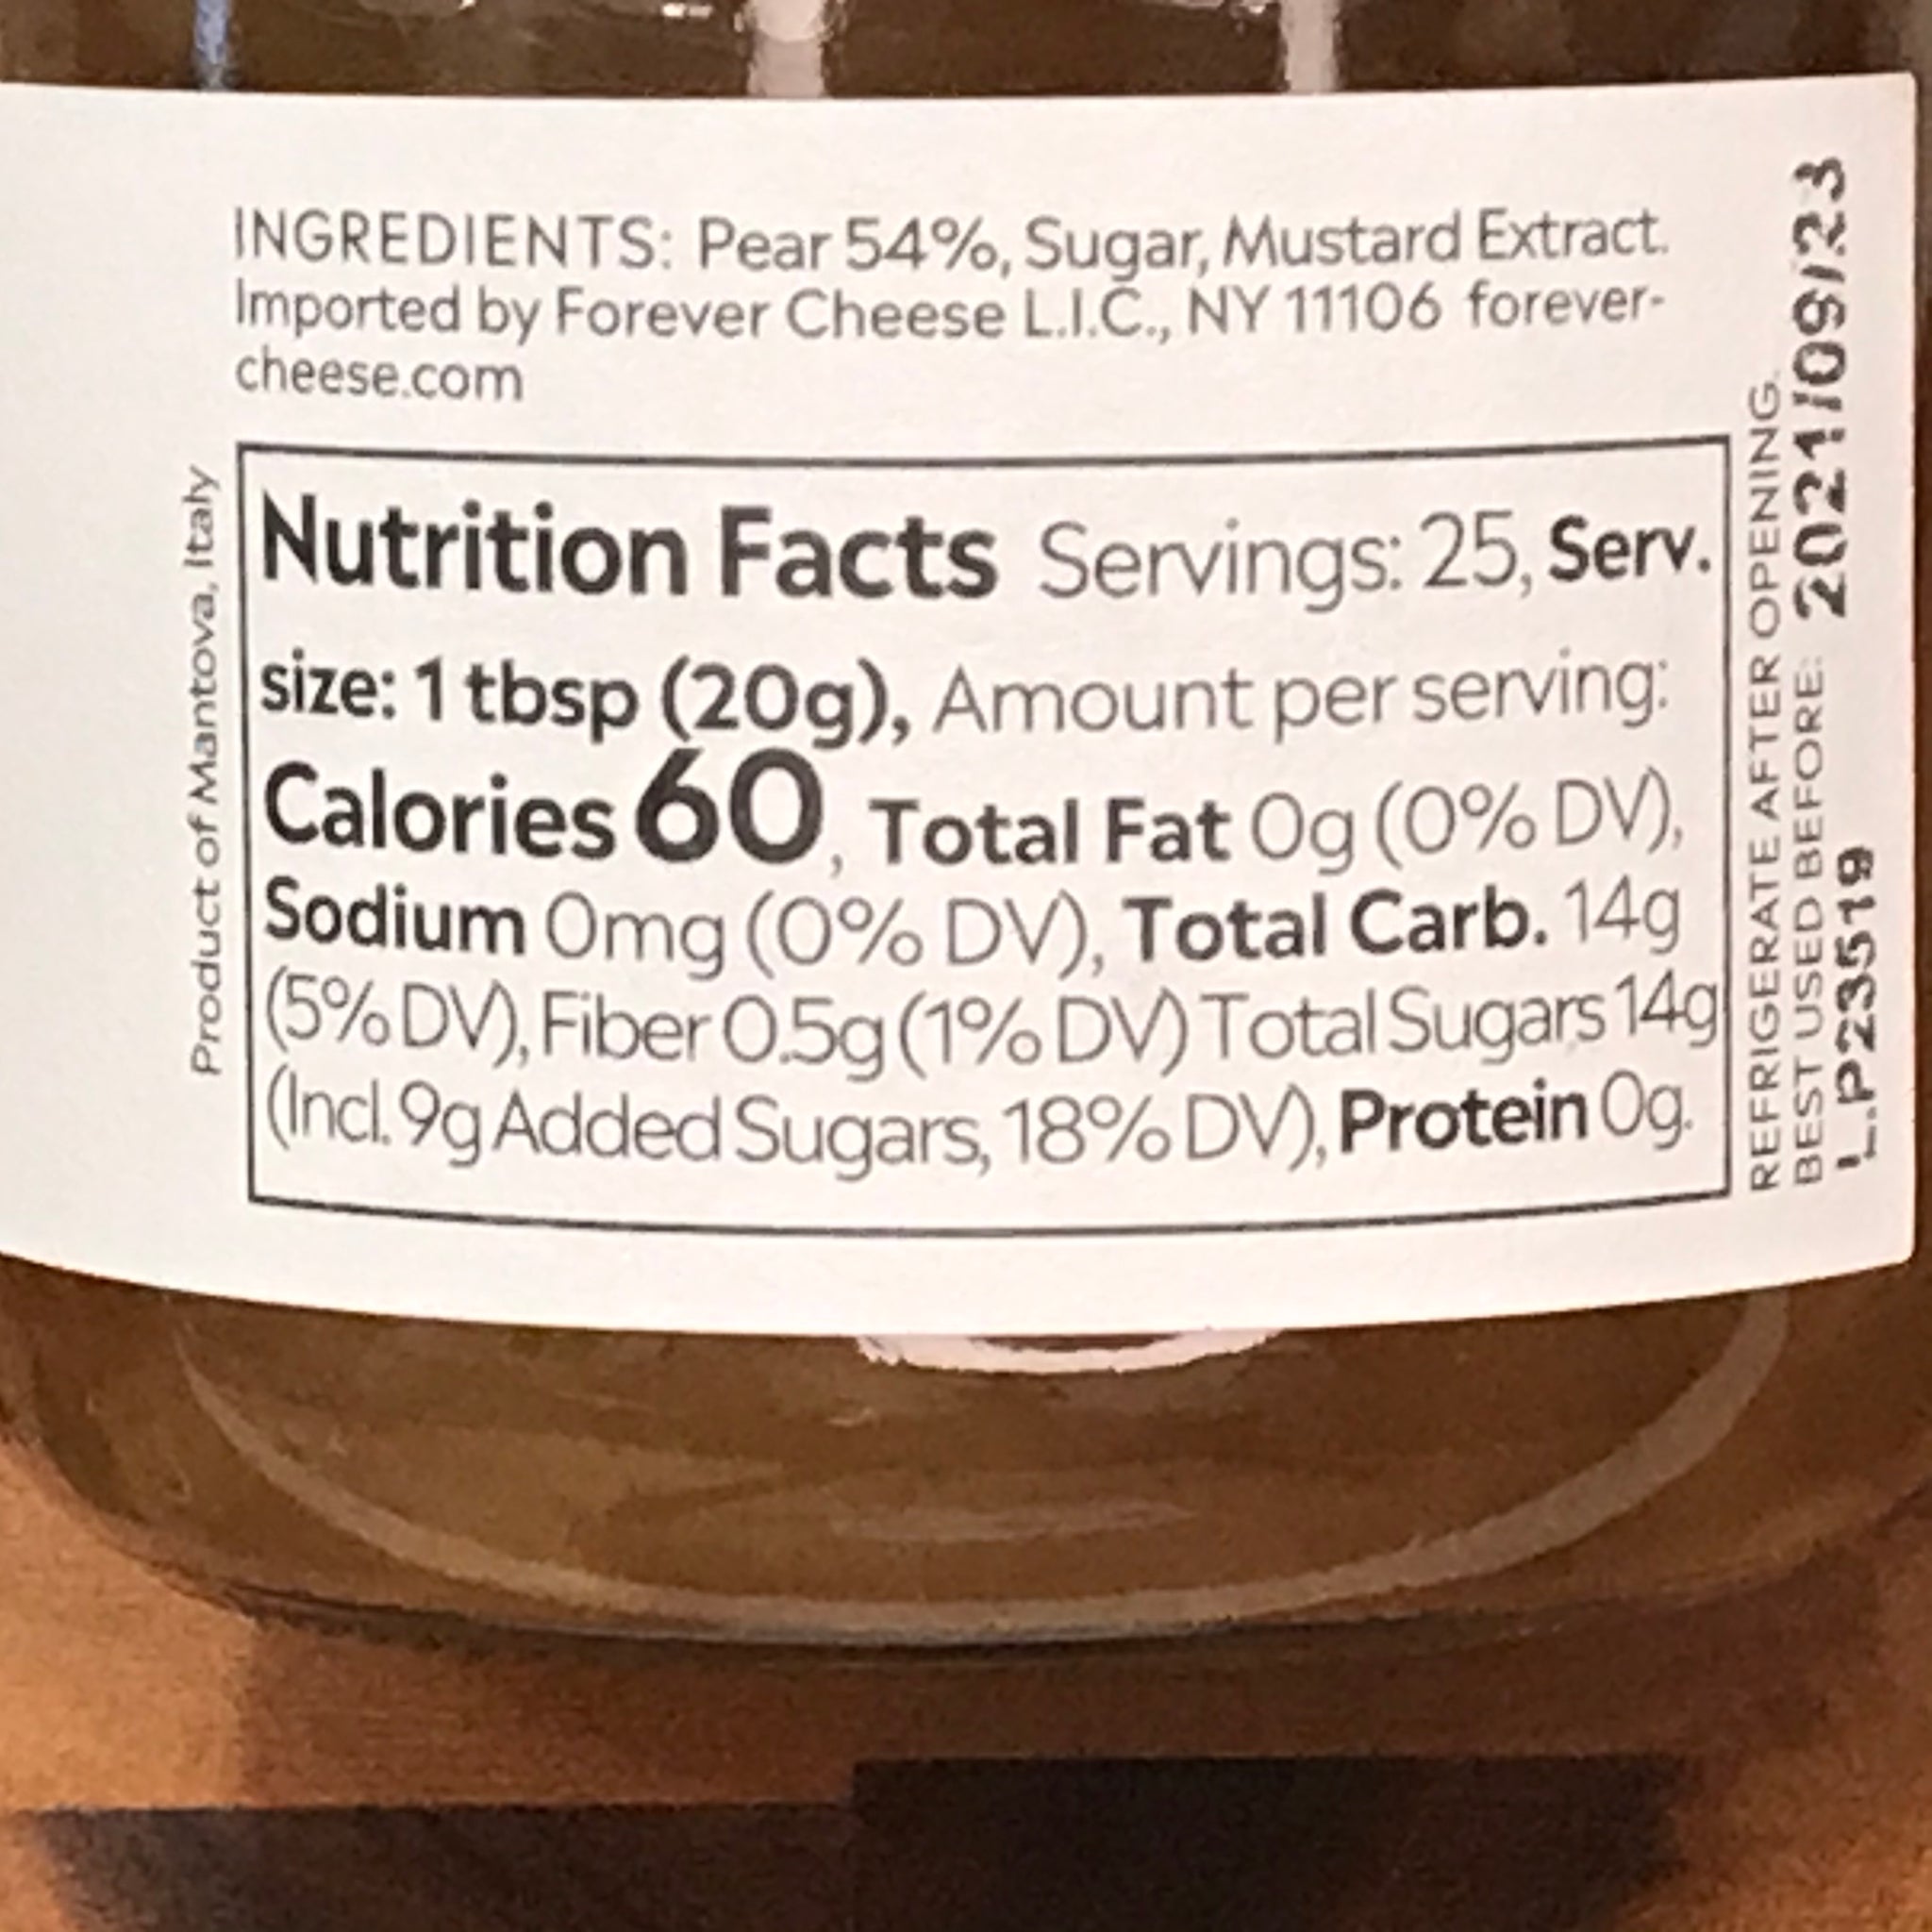 INGREDIENTS: Pear 54%, Sugar, Mustard Extract.
Imported by Forever Cheese L.I.C., NY 11106 forever-
cheese.com
Product of Mantova, Italy
Nutrition Facts Servings: 25, Serv.
size: 1 tbsp (20g), Amount per serving:
Calories 60, Total Fat 0g (0% DV),
Sodium 0mg (0% DV), Total Carb. 14g
(5% DV), Fiber 0.5g (1% DV) Total Sugars 14g
(Incl. 9g Added Sugars, 18% DV), Protein 0g.
REFRIGERATE AFTER OPENING.
BEST USED BEFORE: 2021/09/23
L.P23519